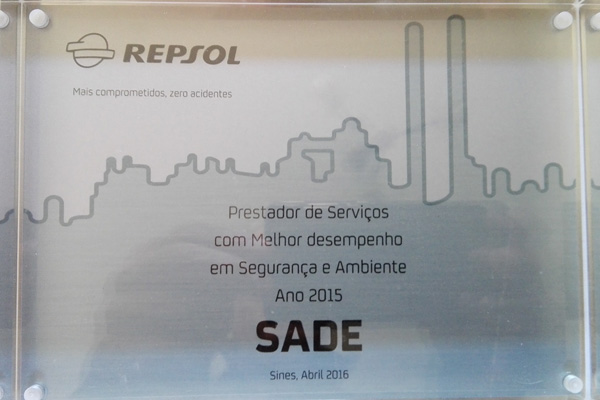 REPSOL
Mais comprometidos, zero acidentes
Prestador de Serviços
com Melhor desempenho
em Segurança e Ambiente
Ano 2015
SADE
Sines, Abril 2016